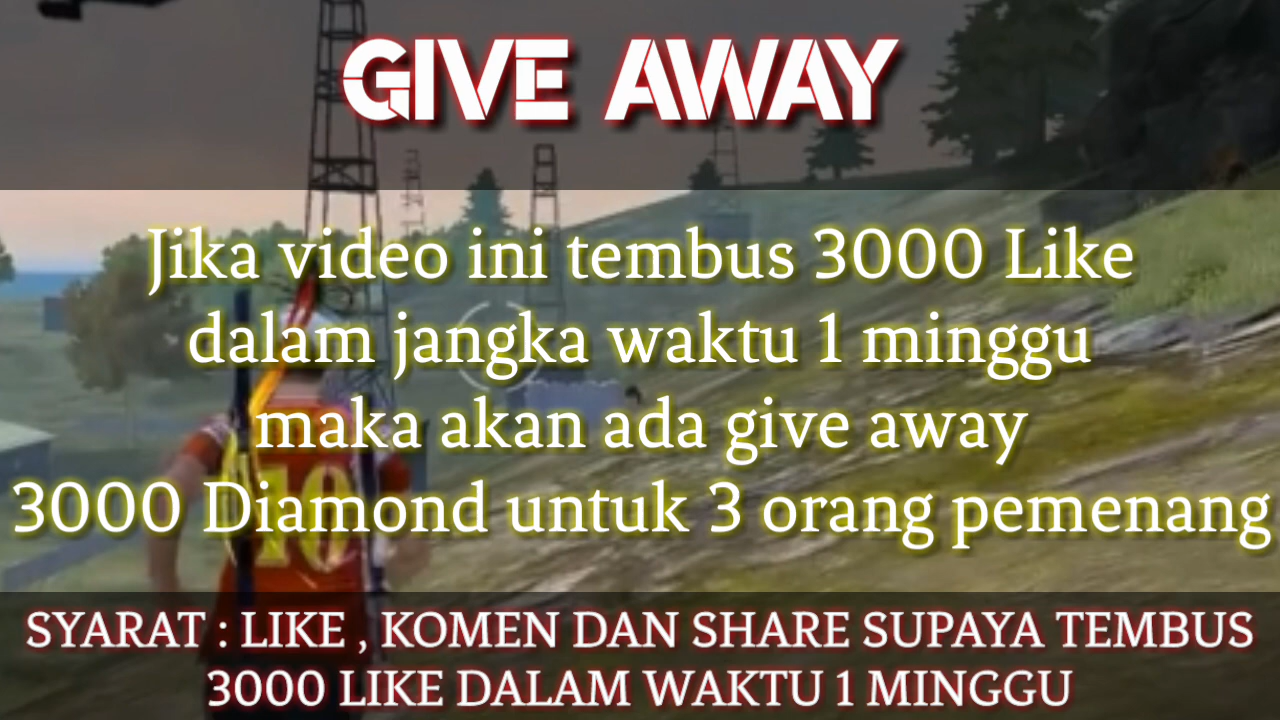 GIVE AWAY
Jika video ini tembus 3000 Like
dalam jangka waktu 1 minggu
maka akan ada give away
3000 Diamond untuk 3 orang pemenang
10
SYARAT : LIKE , KOMEN DAN SHARE SUPAYA TEMBUS
3000 LIKE DALAM WAKTU 1 MINGGU